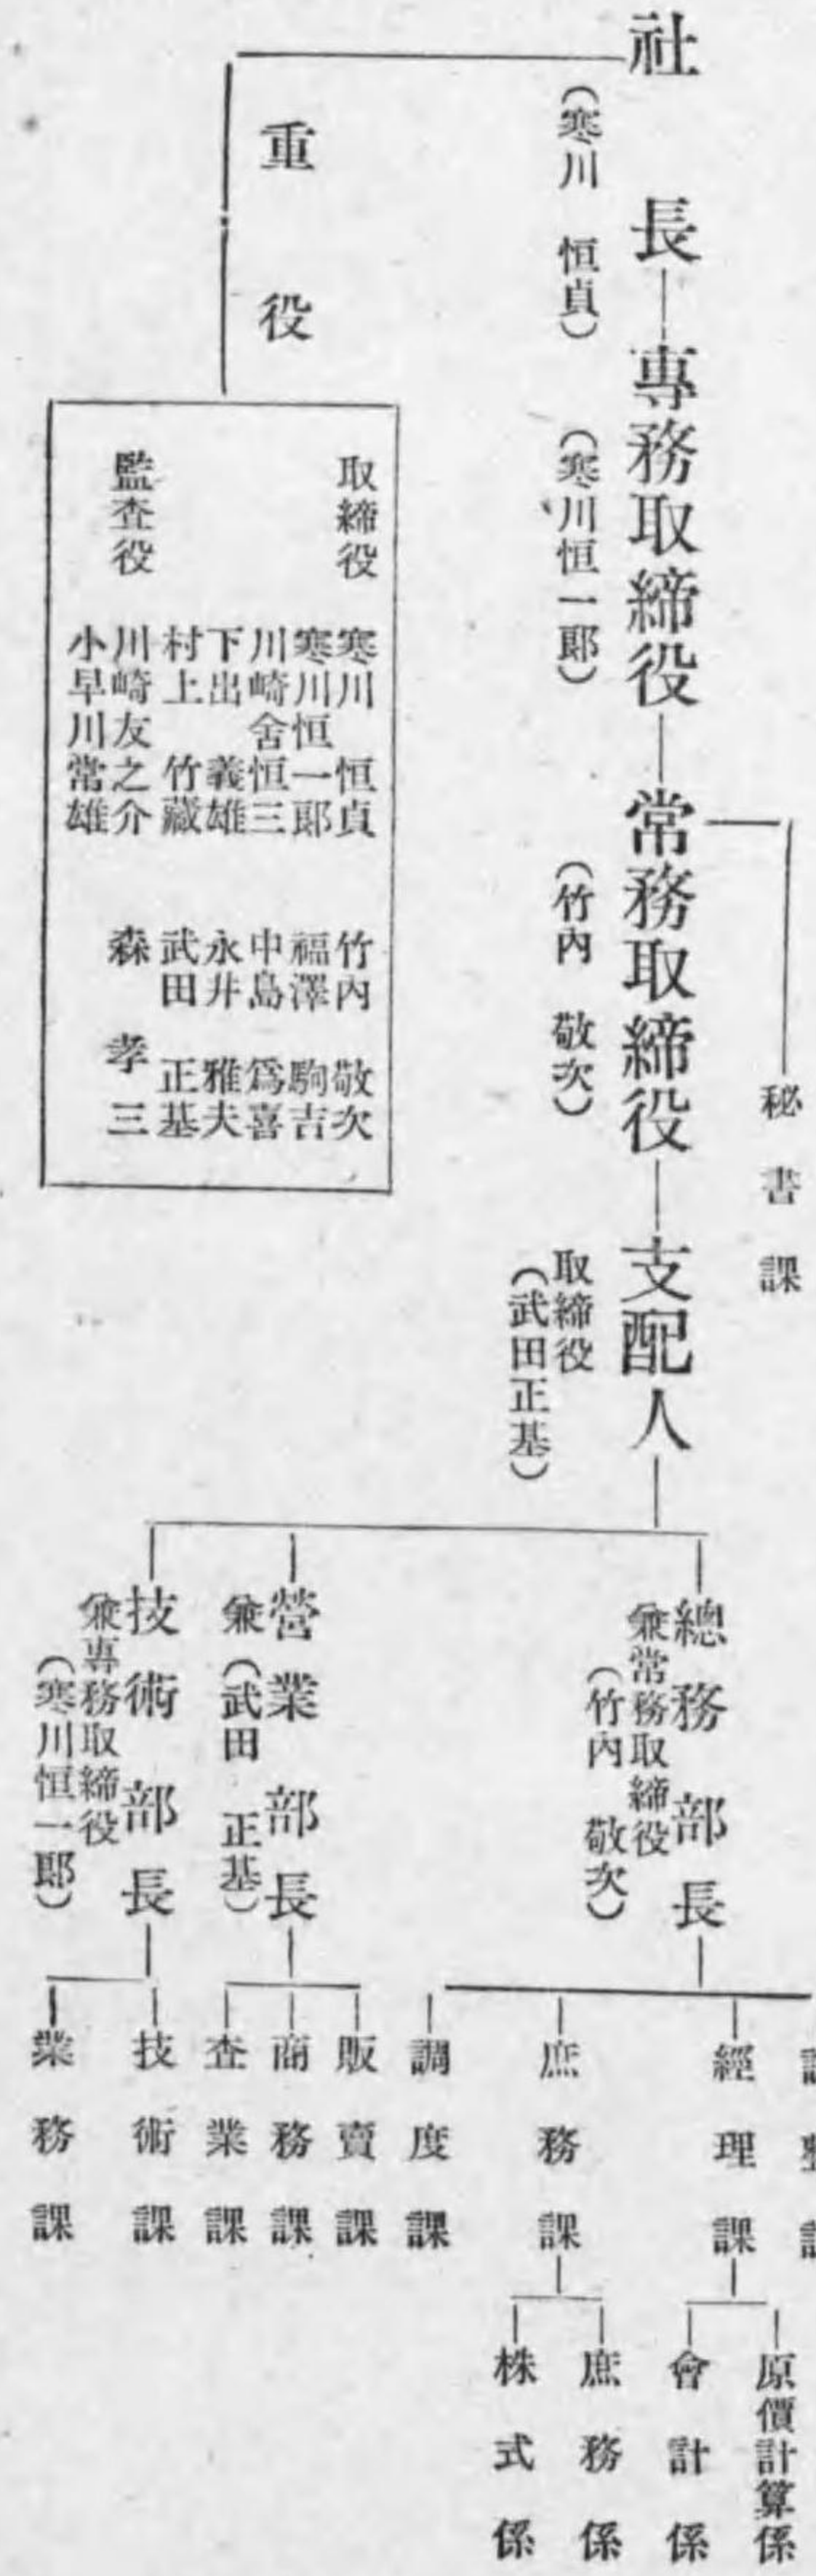 秘書課
社長―專務取締役―常務取締役―支配人
（寒川 恒貞）
（寒川恒一郎）
（竹內 敬次）
取締役
（武田正基）
重役
取締役
寒川 恒貞
竹內 敬次
寒川恒一郎
福澤 駒吉
川崎舍恒三
中島 爲喜
下出 義雄
永井 雅夫
村上 竹藏
武田 正基
監査役
川崎友之介
森 孝三
小早川常雄
總務部長
兼常務取締役
（竹內 敬次）
經理課
原價計算係
會計係
庶務課
庶務係
株式係
調度課
營業部長
兼（武田 正基）
販賣課
商務課
査業課
技術部長
兼專務取締役
（寒川恒一郎）
技術課
業務課